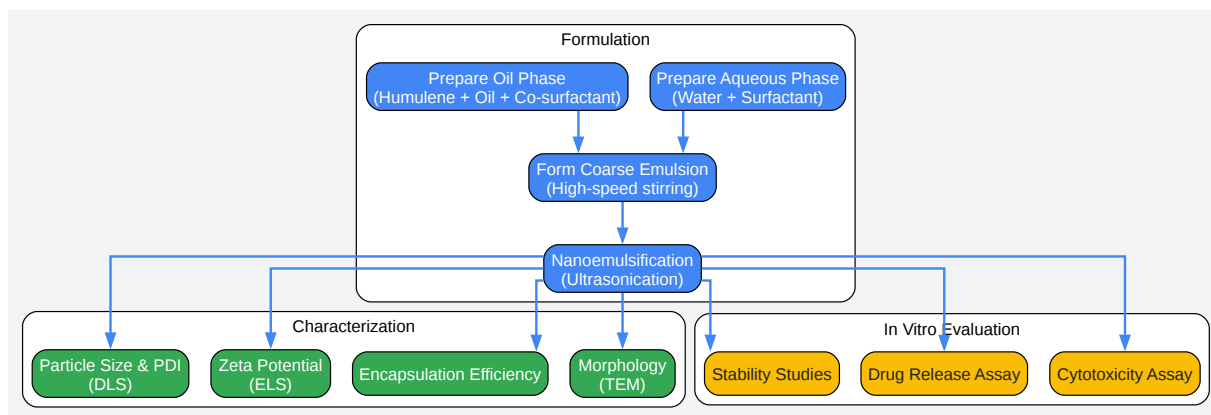 Formulation
Prepare Oil Phase
(Humulene + Oil + Co-surfactant)
Prepare Aqueous Phase
(Water + Surfactant)
Form Coarse Emulsion
(High-speed stirring)
Nanoemulsification
(Ultrasonication)
Characterization
Particle Size & PDI
(DLS)
Zeta Potential
(ELS)
Encapsulation Efficiency
Morphology
(TEM)
In Vitro Evaluation
Stability Studies
Drug Release Assay
Cytotoxicity Assay